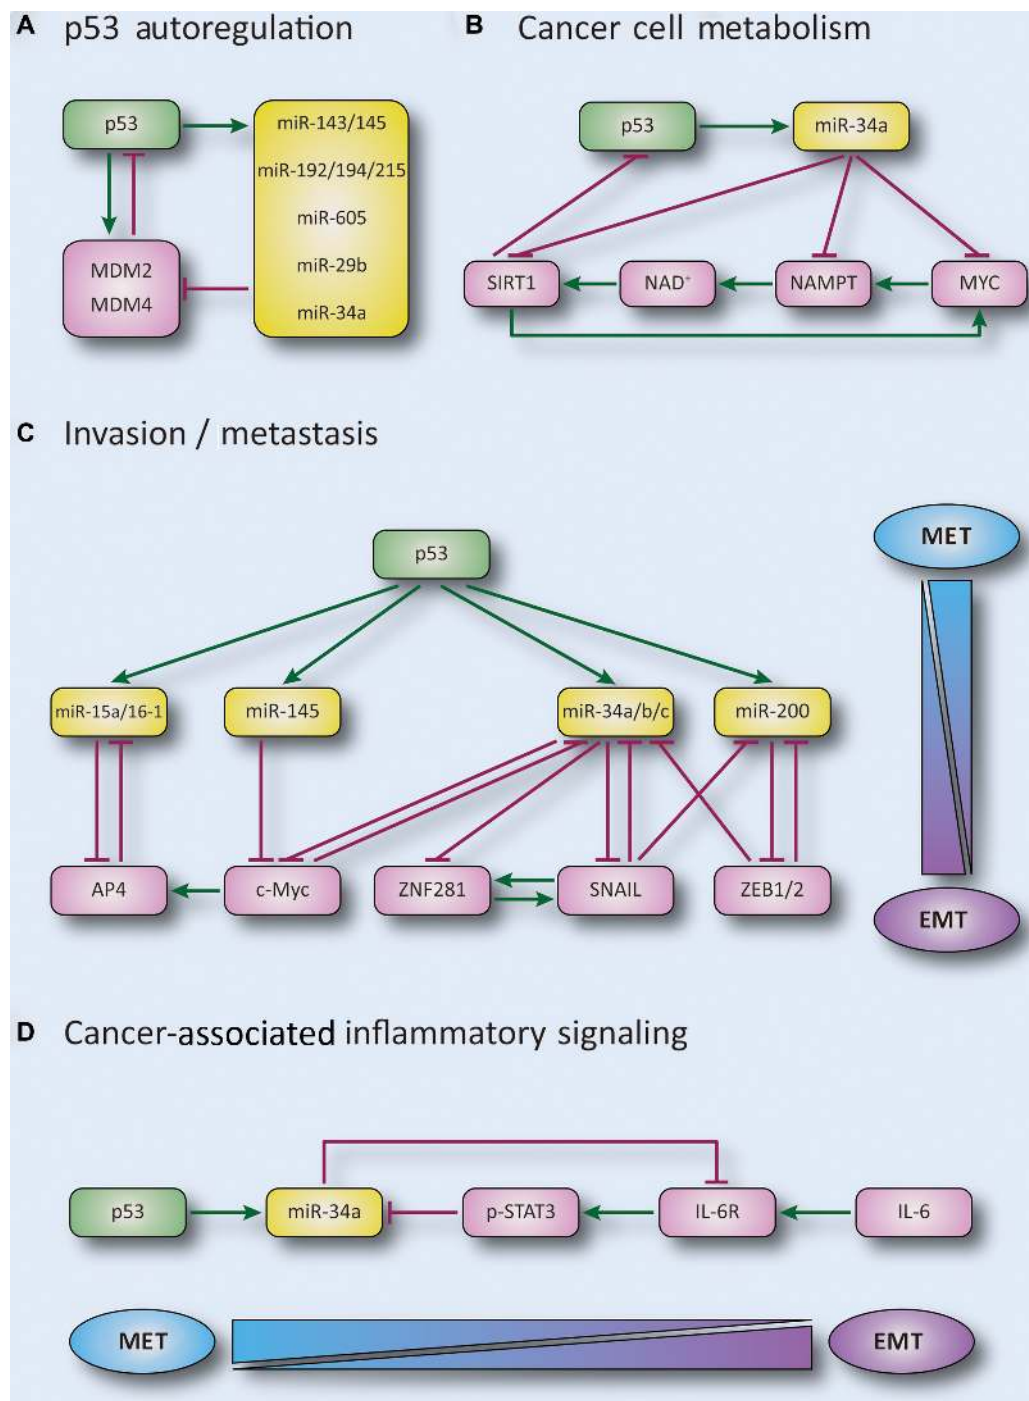 A p53 autoregulation
B Cancer cell metabolism
p53
miR-143/145
miR-192/194/215
miR-605
miR-29b
miR-34a
MDM2
MDM4
p53
miR-34a
SIRT1
NAD⁺
NAMPT
MYC
C Invasion / metastasis
p53
MET
miR-15a/16-1
miR-145
miR-34a/b/c
miR-200
AP4
c-Myc
ZNF281
SNAIL
ZEB1/2
EMT
D Cancer-associated inflammatory signaling
p53
miR-34a
p-STAT3
IL-6R
IL-6
MET
EMT